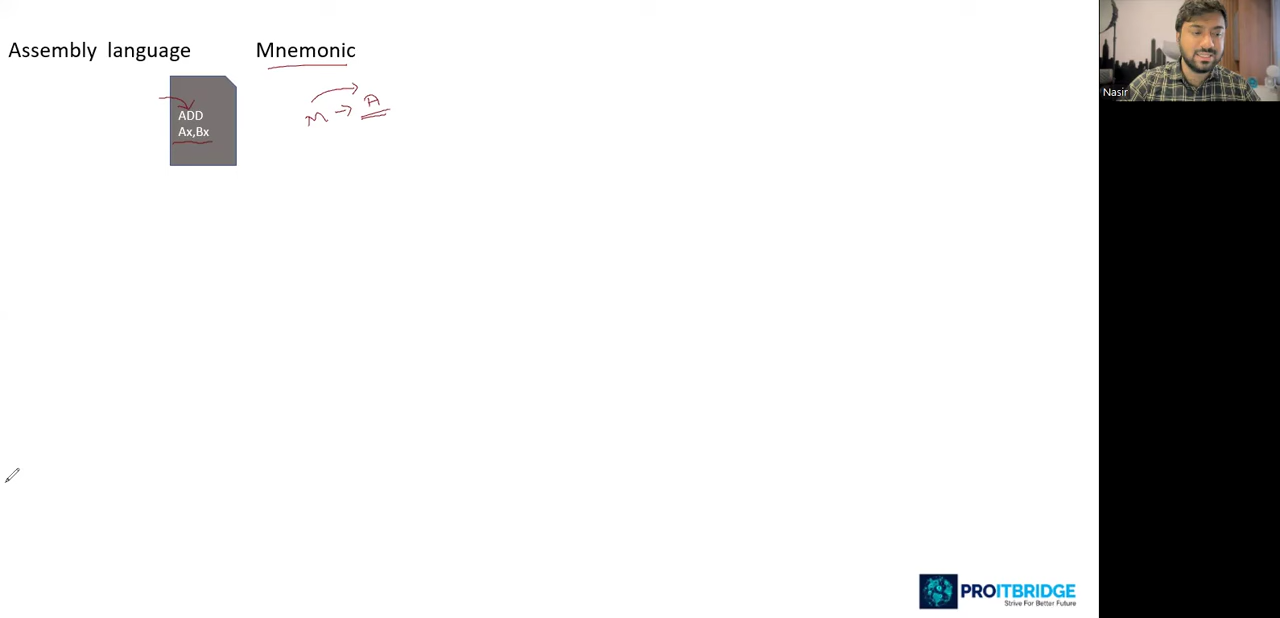 Assembly language
Mnemonic
ADD
Ax,Bx
M → A
Nasir
PROITBRIDGE
Strive For Better Future